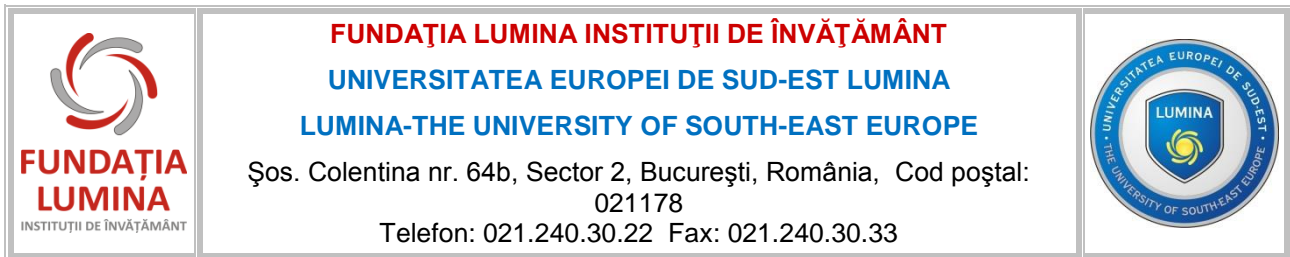 FUNDAŢIA LUMINA INSTITUŢII DE ÎNVĂŢĂMÂNT
UNIVERSITATEA EUROPEI DE SUD-EST LUMINA
LUMINA-THE UNIVERSITY OF SOUTH-EAST EUROPE
Şos. Colentina nr. 64b, Sector 2, Bucureşti, România, Cod poştal:
021178
Telefon: 021.240.30.22 Fax: 021.240.30.33
FUNDAȚIA
LUMINA
INSTITUȚII DE ÎNVĂȚĂMÂNT
UNIVERSITATEA EUROPEI DE SUD-EST
LUMINA
THE UNIVERSITY OF SOUTH-EAST EUROPE